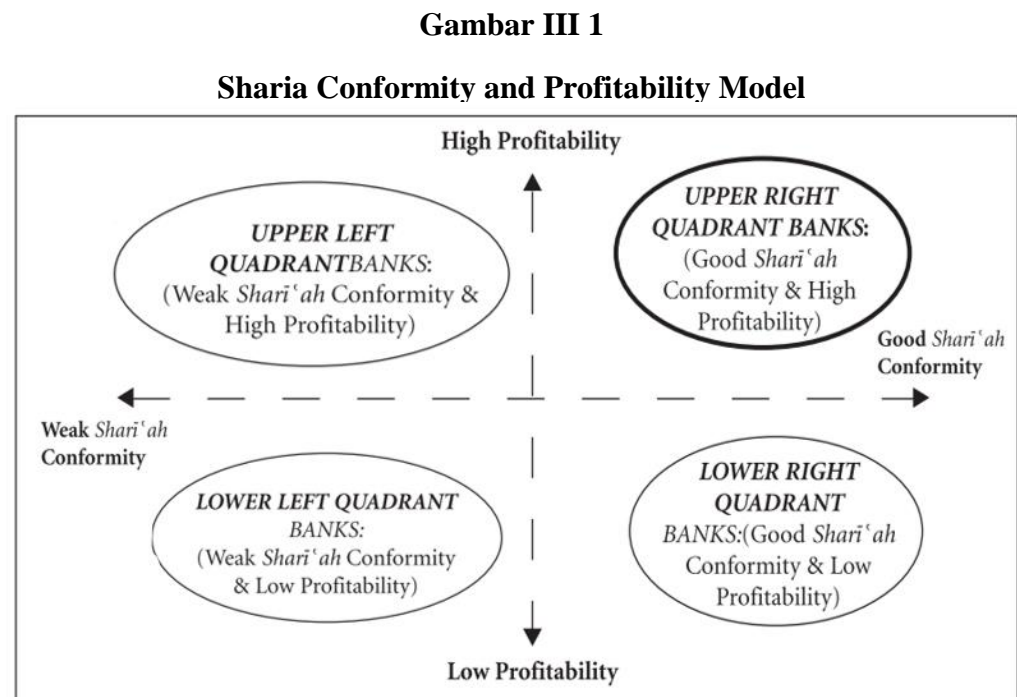 Gambar III 1
Sharia Conformity and Profitability Model
High Profitability
UPPER LEFT
QUADRANTBANKS:
(Weak Sharīʿah Conformity &
High Profitability)
UPPER RIGHT
QUADRANT BANKS:
(Good Sharīʿah
Conformity & High
Profitability)
Good Sharīʿah
Conformity
Weak Sharīʿah
Conformity
LOWER LEFT QUADRANT
BANKS:
(Weak Sharīʿah Conformity
& Low Profitability)
LOWER RIGHT
QUADRANT
BANKS:(Good Sharīʿah
Conformity & Low
Profitability)
Low Profitability